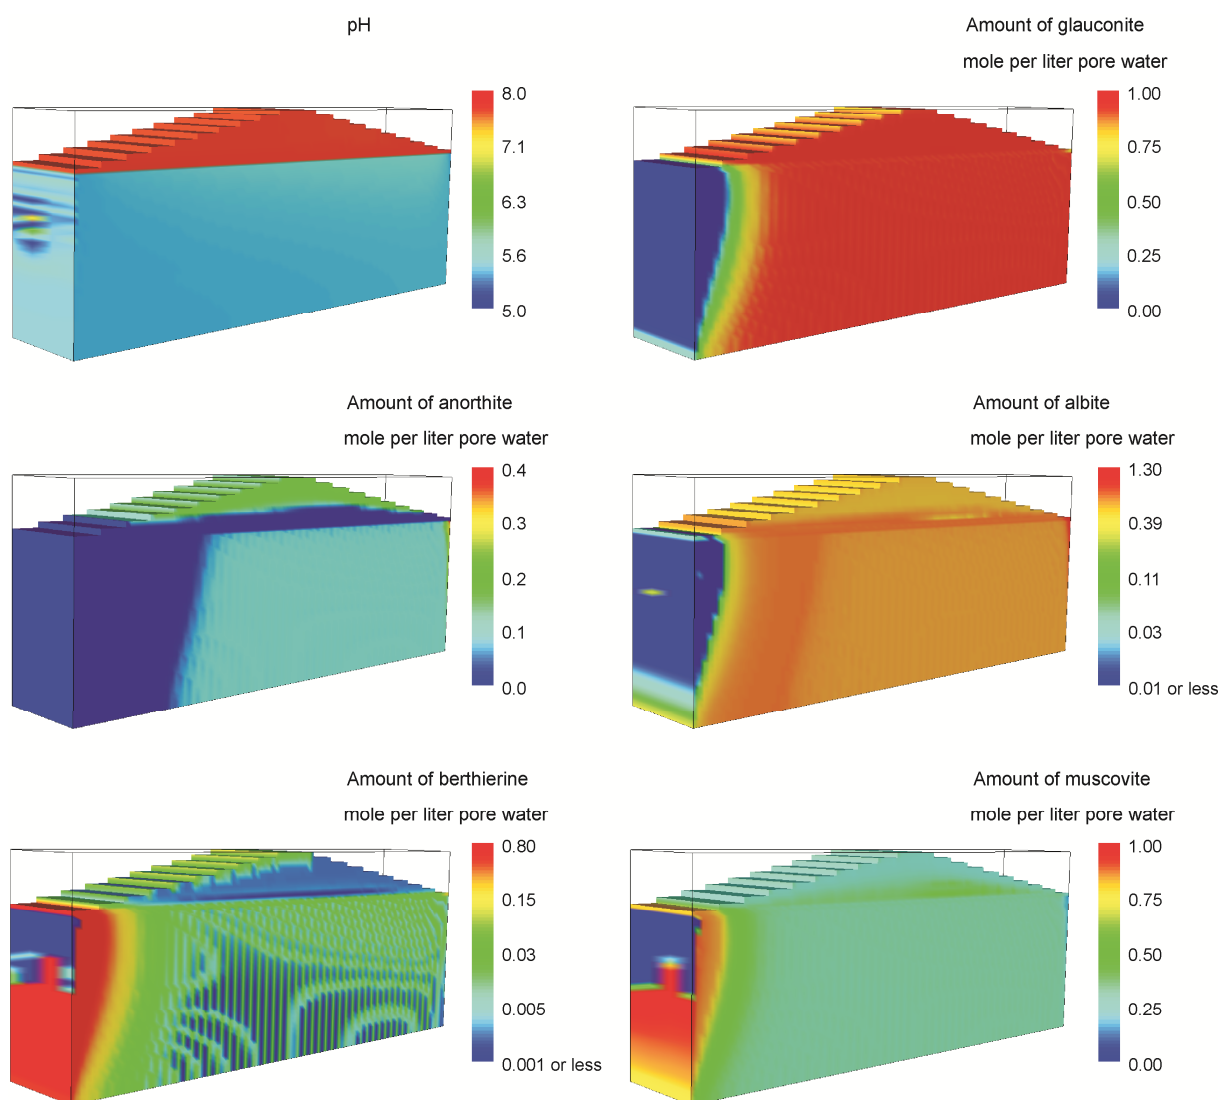 pH
8.0
7.1
6.3
5.6
5.0
Amount of glauconite
mole per liter pore water
1.00
0.75
0.50
0.25
0.00
Amount of anorthite
mole per liter pore water
0.4
0.3
0.2
0.1
0.0
Amount of albite
mole per liter pore water
1.30
0.39
0.11
0.03
0.01 or less
Amount of berthierine
mole per liter pore water
0.80
0.15
0.03
0.005
0.001 or less
Amount of muscovite
mole per liter pore water
1.00
0.75
0.50
0.25
0.00